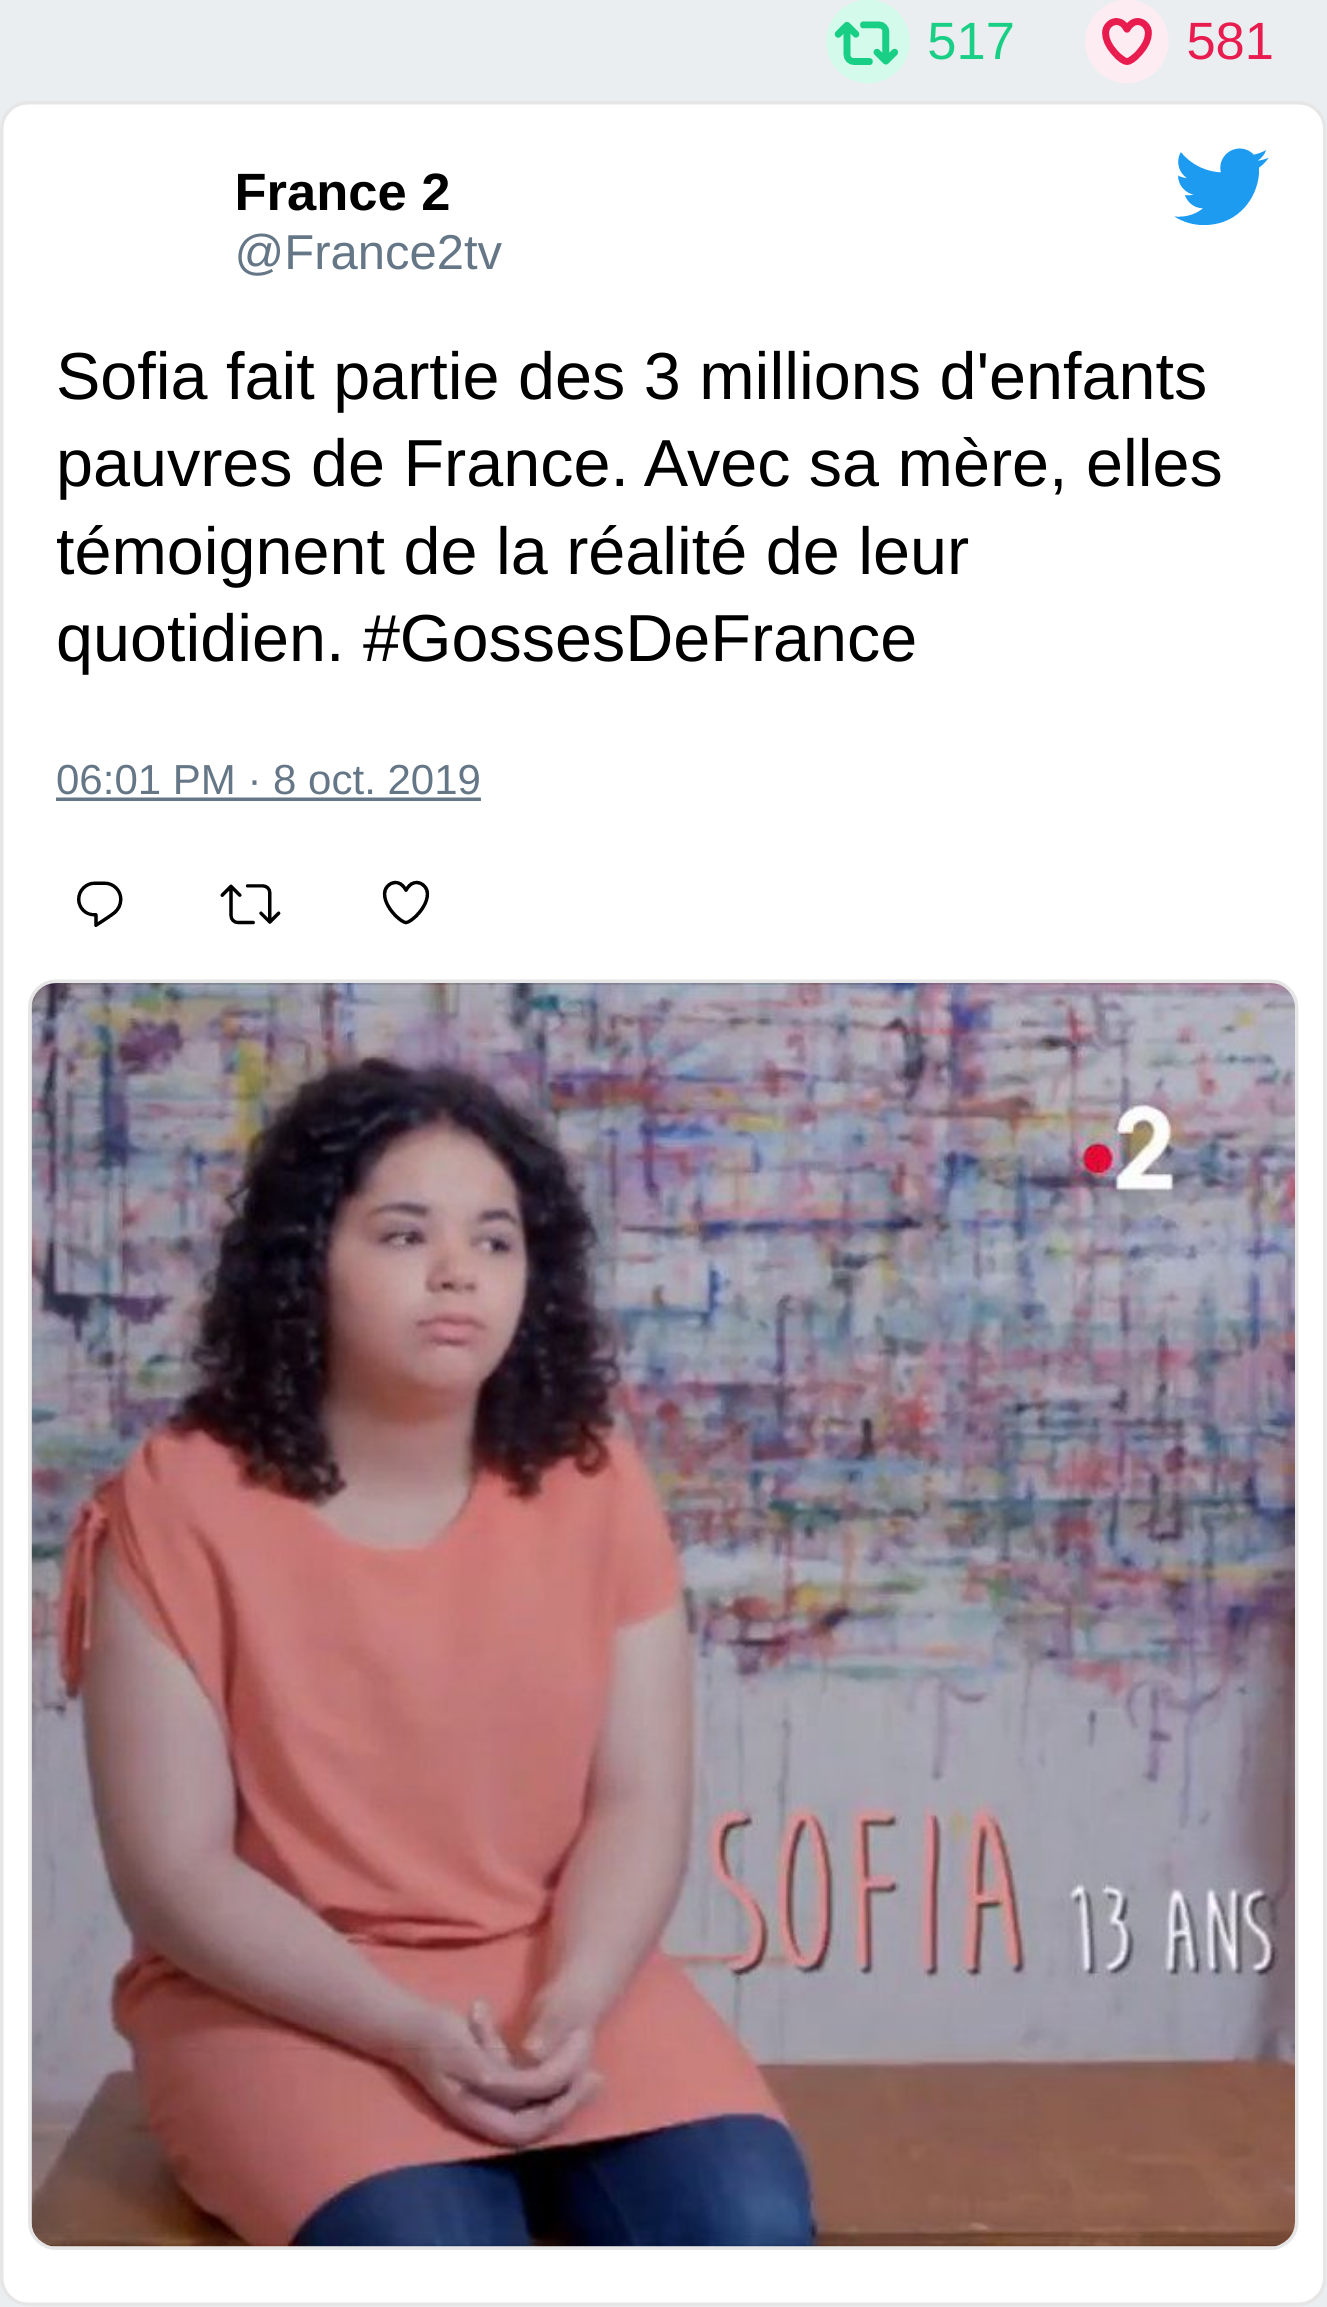 517 581
France 2
@France2tv
Sofia fait partie des 3 millions d'enfants
pauvres de France. Avec sa mère, elles
témoignent de la réalité de leur
quotidien. #GossesDeFrance
06:01 PM · 8 oct. 2019
2
SOFIA 13 ANS